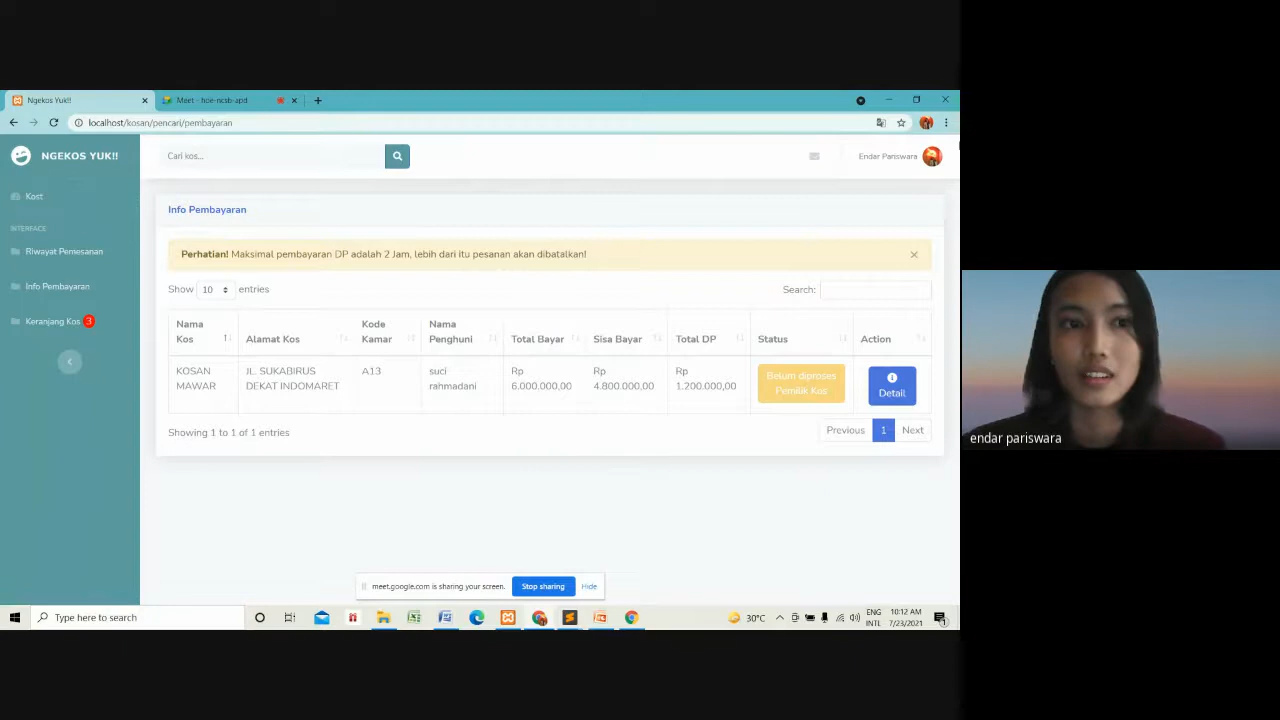 Ngekos Yuk!!
Meet - hoe-ncsb-apd
localhost/kosan/pencari/pembayaran
NGEKOS YUK!!
Cari kos...
Endar Pariswara
Kost
INTERFACE
Riwayat Pemesanan
Info Pembayaran
Keranjang Kos 3
Info Pembayaran
Perhatian! Maksimal pembayaran DP adalah 2 Jam, lebih dari itu pesanan akan dibatalkan!
Show 10 entries
Search:
Nama Kos
Alamat Kos
Kode Kamar
Nama Penghuni
Total Bayar
Sisa Bayar
Total DP
Status
Action
KOSAN MAWAR
JL. SUKABIRUS DEKAT INDOMARET
A13
suci rahmadani
Rp 6.000.000,00
Rp 4.800.000,00
Rp 1.200.000,00
Belum diproses Pemilik Kos
Detail
Showing 1 to 1 of 1 entries
Previous 1 Next
meet.google.com is sharing your screen.
Stop sharing
Hide
Type here to search
30°C
ENG
INTL
10:12 AM
7/23/2021
endar pariswara